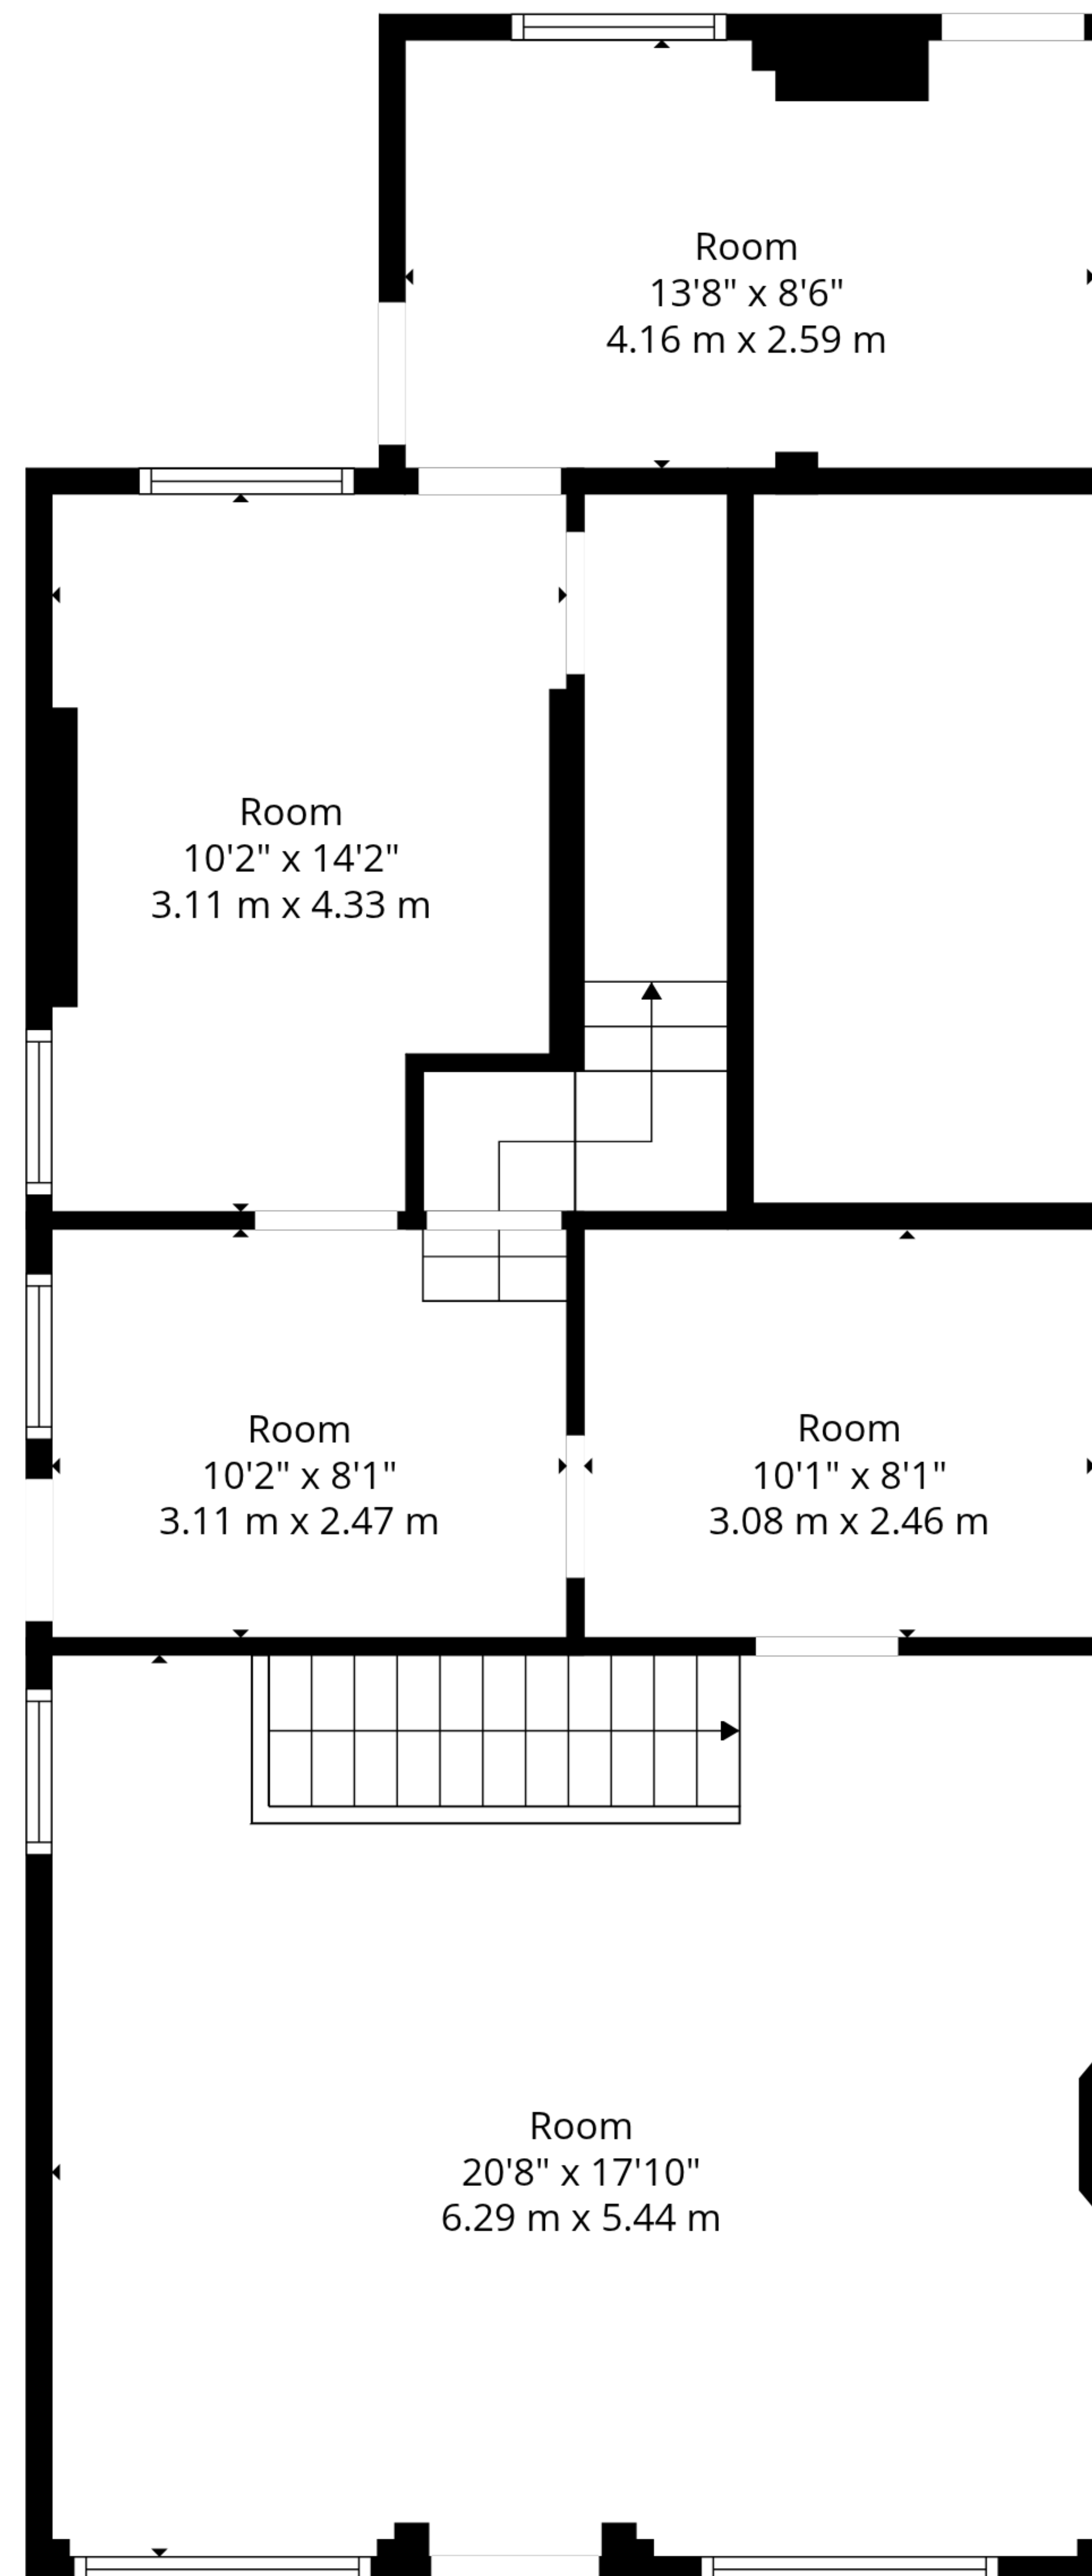 Room
13'8" x 8'6"
4.16 m x 2.59 m
Room
10'2" x 14'2"
3.11 m x 4.33 m
Room
10'2" x 8'1"
3.11 m x 2.47 m
Room
10'1" x 8'1"
3.08 m x 2.46 m
Room
20'8" x 17'10"
6.29 m x 5.44 m